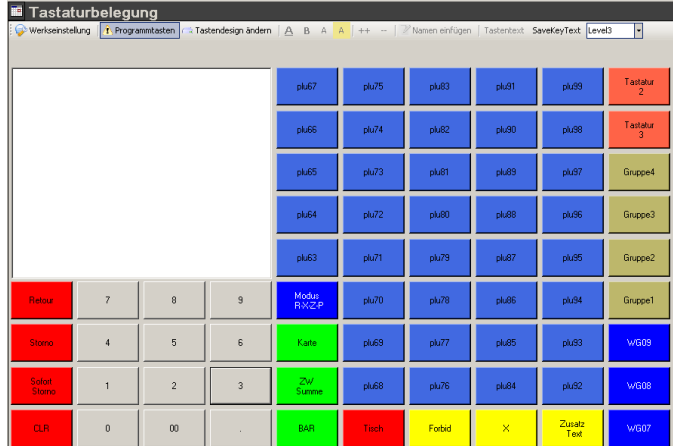 Tastaturbelegung
Werkseinstellung Programmtasten Tastendesign ändern A B A A ++ -- Namen einfügen Tastentext SaveKeyText Level3
plu67 plu75 plu83 plu91 plu99 Tastatur
2
plu66 plu74 plu82 plu90 plu98 Tastatur
3
plu65 plu73 plu81 plu89 plu97 Gruppe4
plu64 plu72 plu80 plu88 plu96 Gruppe3
plu63 plu71 plu79 plu87 plu95 Gruppe2
Retour 7 8 9 Modus
R-X-Z-P plu70 plu78 plu86 plu94 Gruppe1
Storno 4 5 6 Karte plu69 plu77 plu85 plu93 WG09
Sofort
Storno 1 2 3 ZW
Summe plu68 plu76 plu84 plu92 WG08
CLR 0 00 . BAR Tisch Forbid X Zusatz
Text WG07